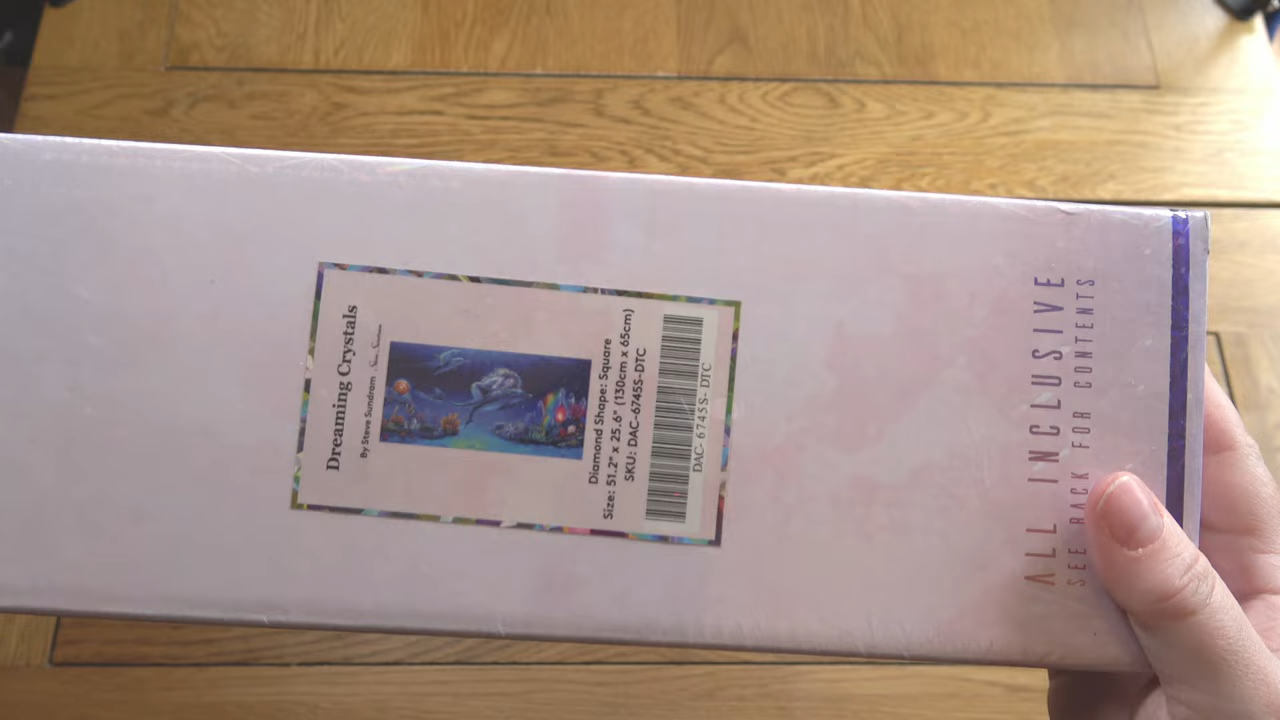 Dreaming Crystals
By Steve Sundram
Diamond Shape: Square
Size: 51.2" x 25.6" (130cm x 65cm)
SKU: DAC-6745S-DTC
DAC- 6745S- DTC
ALL INCLUSIVE
SEE BACK FOR CONTENTS